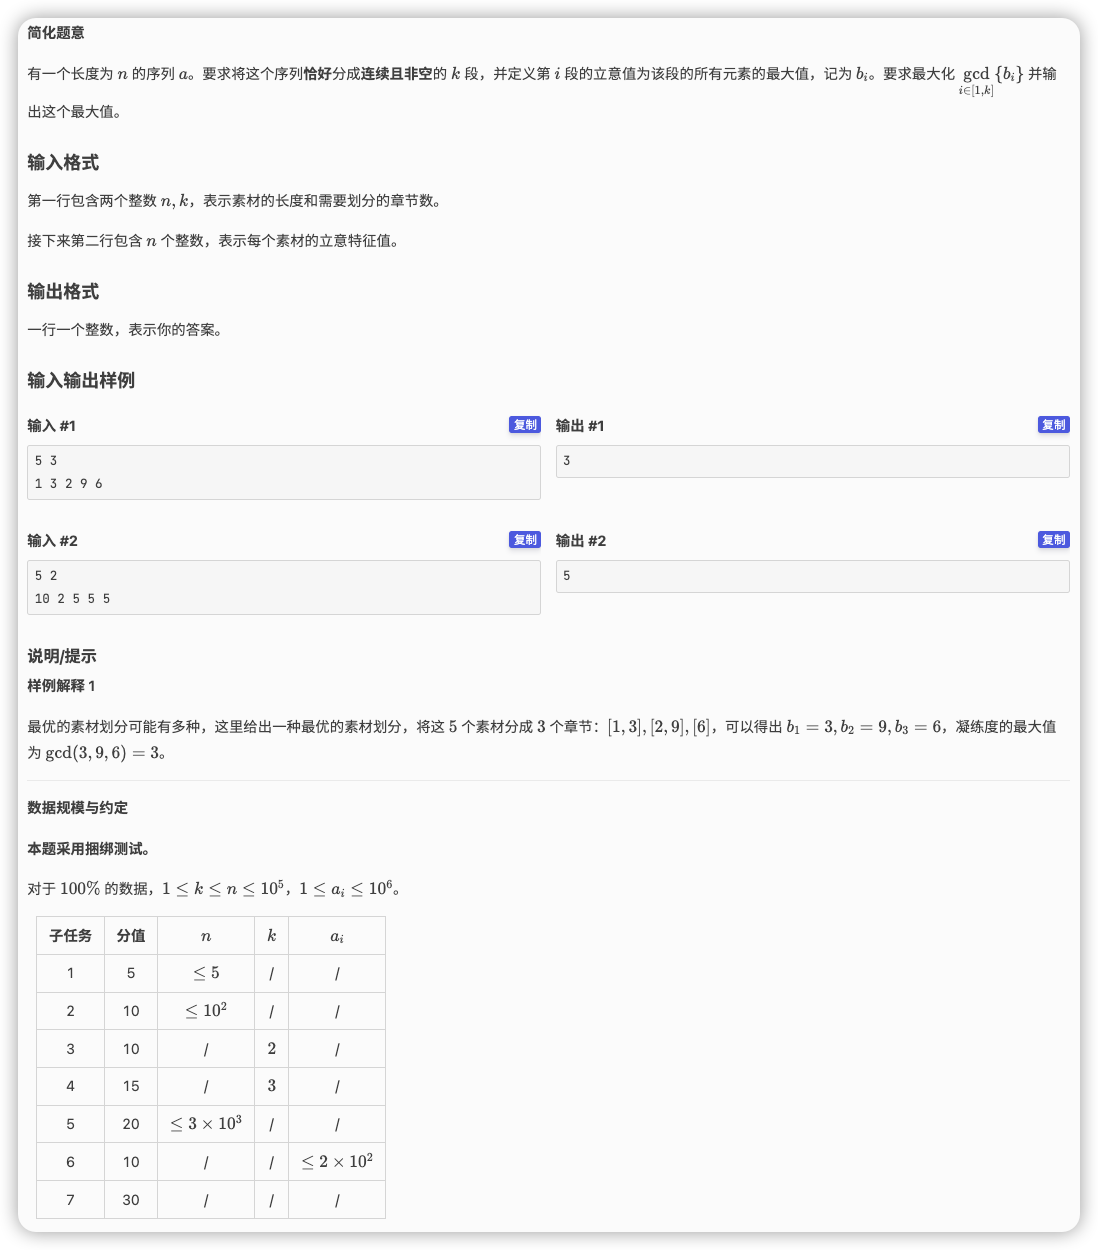 简化题意
有一个长度为 n 的序列 a。要求将这个序列恰好分成连续且非空的 k 段，并定义第 i 段的立意值为该段的所有元素的最大值，记为 b_i。要求最大化 gcd_{i∈[1,k]} {b_i} 并输
出这个最大值。
输入格式
第一行包含两个整数 n, k，表示素材的长度和需要划分的章节数。
接下来第二行包含 n 个整数，表示每个素材的立意特征值。
输出格式
一行一个整数，表示你的答案。
输入输出样例
输入 #1 复制 输出 #1 复制
5 3
1 3 2 9 6
3
输入 #2 复制 输出 #2 复制
5 2
10 2 5 5 5
5
说明/提示
样例解释 1
最优的素材划分可能有多种，这里给出一种最优的素材划分，将这 5 个素材分成 3 个章节：[1, 3], [2, 9], [6]，可以得出 b_1 = 3, b_2 = 9, b_3 = 6，凝练度的最大值
为 gcd(3, 9, 6) = 3。
数据规模与约定
本题采用捆绑测试。
对于 100% 的数据，1 ≤ k ≤ n ≤ 10^5，1 ≤ a_i ≤ 10^6。
子任务 分值 n k a_i
1 5 ≤ 5 / /
2 10 ≤ 10^2 / /
3 10 / 2 /
4 15 / 3 /
5 20 ≤ 3 × 10^3 / /
6 10 / / ≤ 2 × 10^2
7 30 / / /